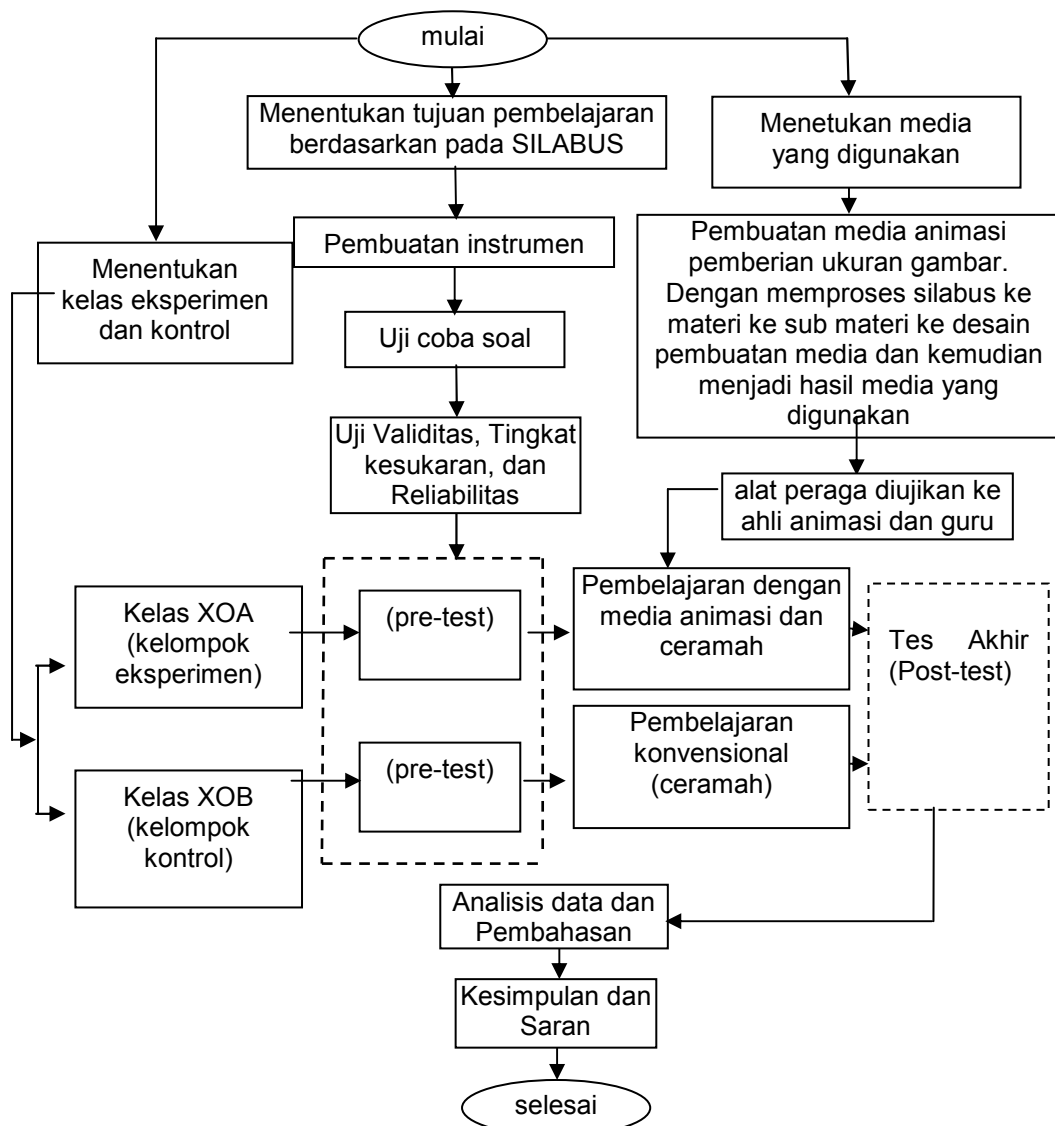 mulai
Menentukan tujuan pembelajaran
berdasarkan pada SILABUS
Menetukan media
yang digunakan
Pembuatan instrumen
Menentukan
kelas eksperimen
dan kontrol
Pembuatan media animasi
pemberian ukuran gambar.
Dengan memproses silabus ke
materi ke sub materi ke desain
pembuatan media dan kemudian
menjadi hasil media yang
digunakan
Uji coba soal
Uji Validitas, Tingkat
kesukaran, dan
Reliabilitas
alat peraga diujikan ke
ahli animasi dan guru
Kelas XOA
(kelompok
eksperimen)
(pre-test)
Pembelajaran dengan
media animasi dan
ceramah
Tes Akhir
(Post-test)
Kelas XOB
(kelompok
kontrol)
(pre-test)
Pembelajaran
konvensional
(ceramah)
Analisis data dan
Pembahasan
Kesimpulan dan
Saran
selesai